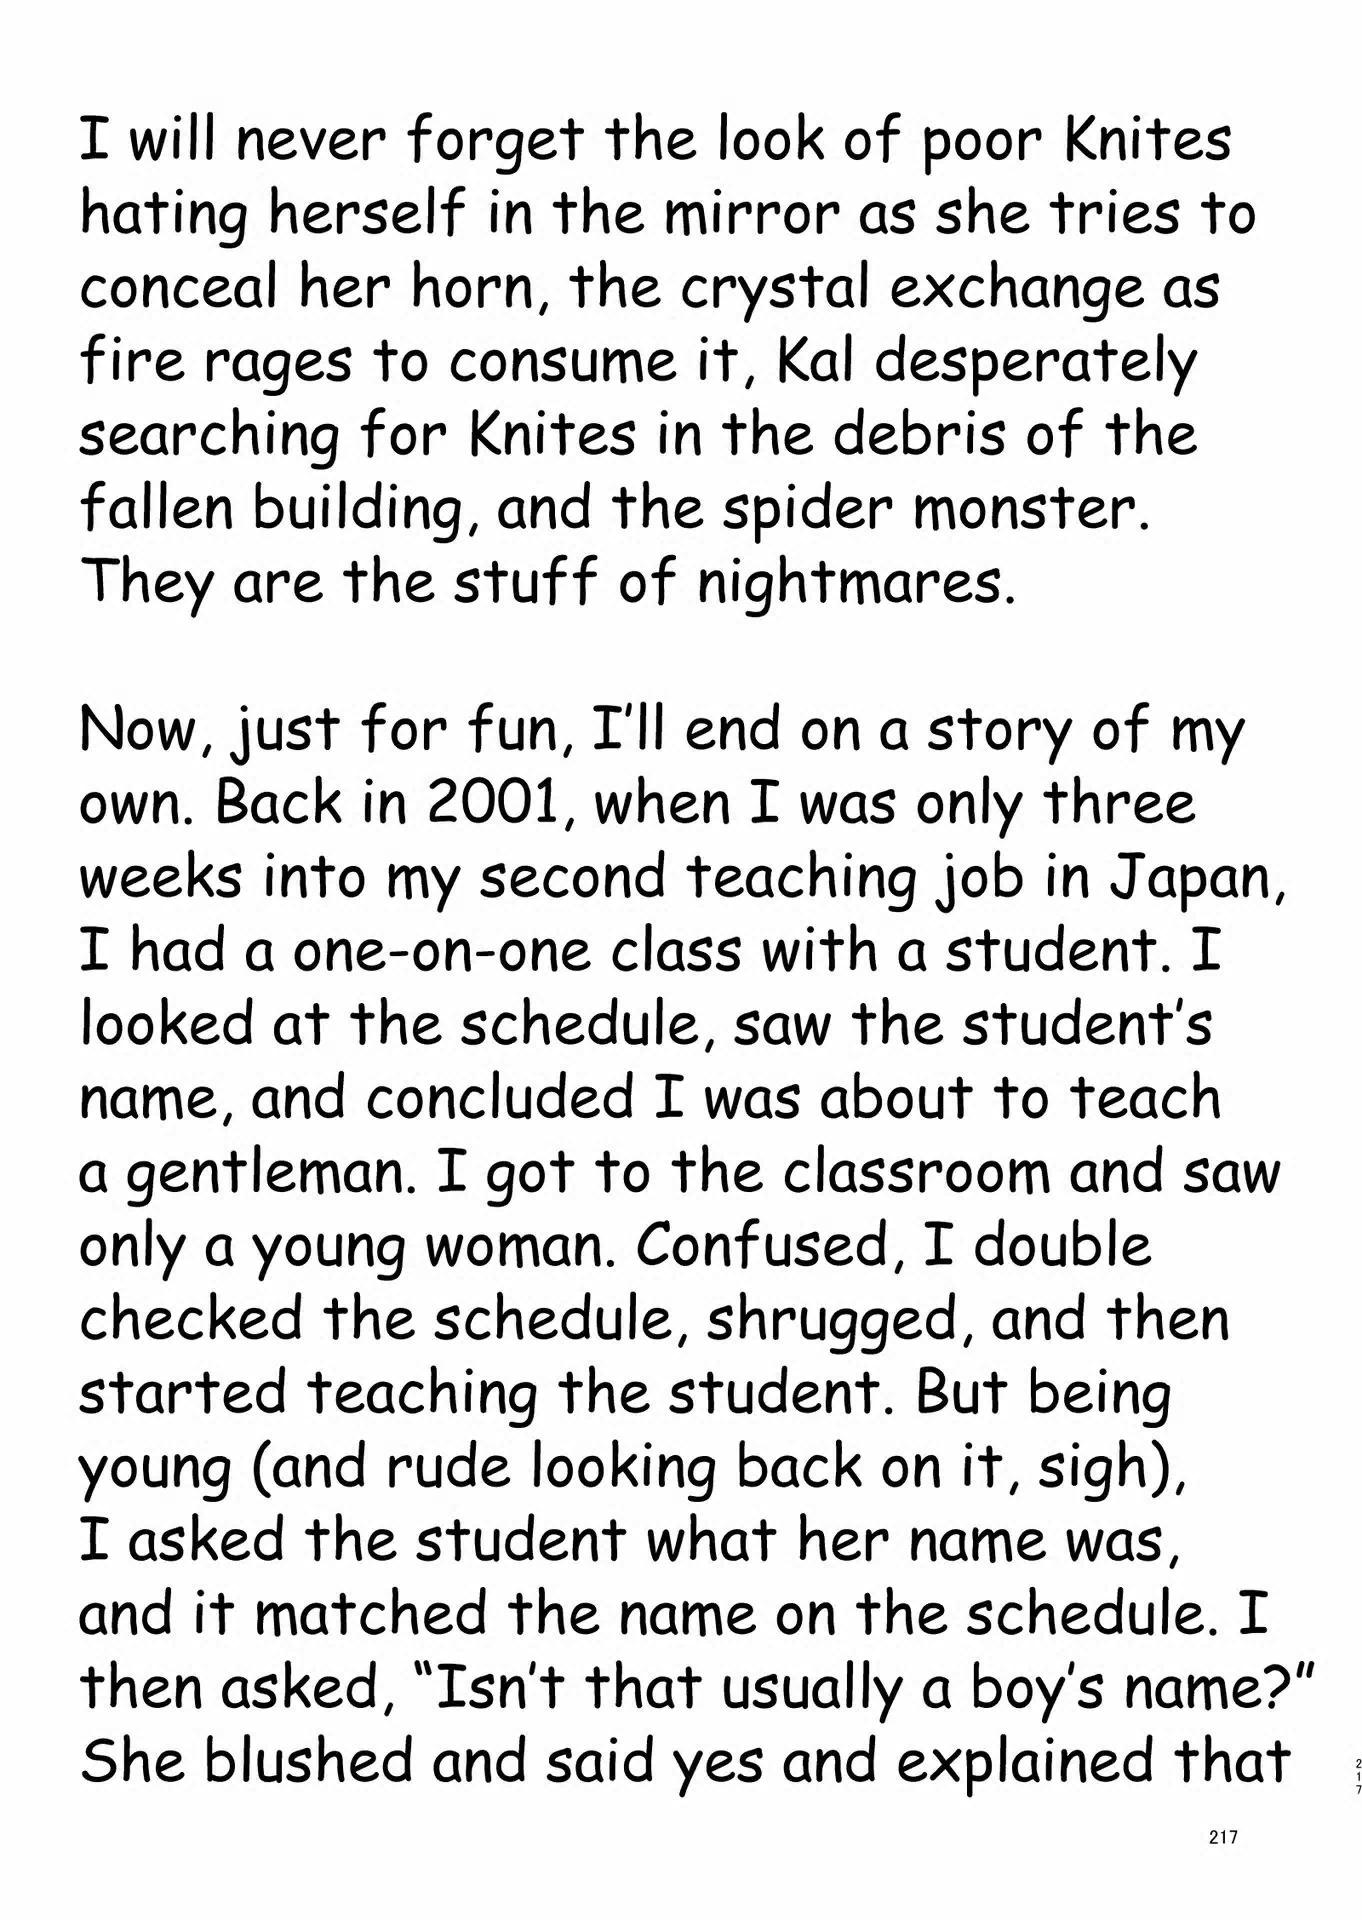 I will never forget the look of poor Knites
hating herself in the mirror as she tries to
conceal her horn, the crystal exchange as
fire rages to consume it, Kal desperately
searching for Knites in the debris of the
fallen building, and the spider monster.
They are the stuff of nightmares.
Now, just for fun, I'll end on a story of my
own. Back in 2001, when I was only three
weeks into my second teaching job in Japan,
I had a one-on-one class with a student. I
looked at the schedule, saw the student's
name, and concluded I was about to teach
a gentleman. I got to the classroom and saw
only a young woman. Confused, I double
checked the schedule, shrugged, and then
started teaching the student. But being
young (and rude looking back on it, sigh),
I asked the student what her name was,
and it matched the name on the schedule. I
then asked, "Isn't that usually a boy's name?"
She blushed and said yes and explained that
217
217